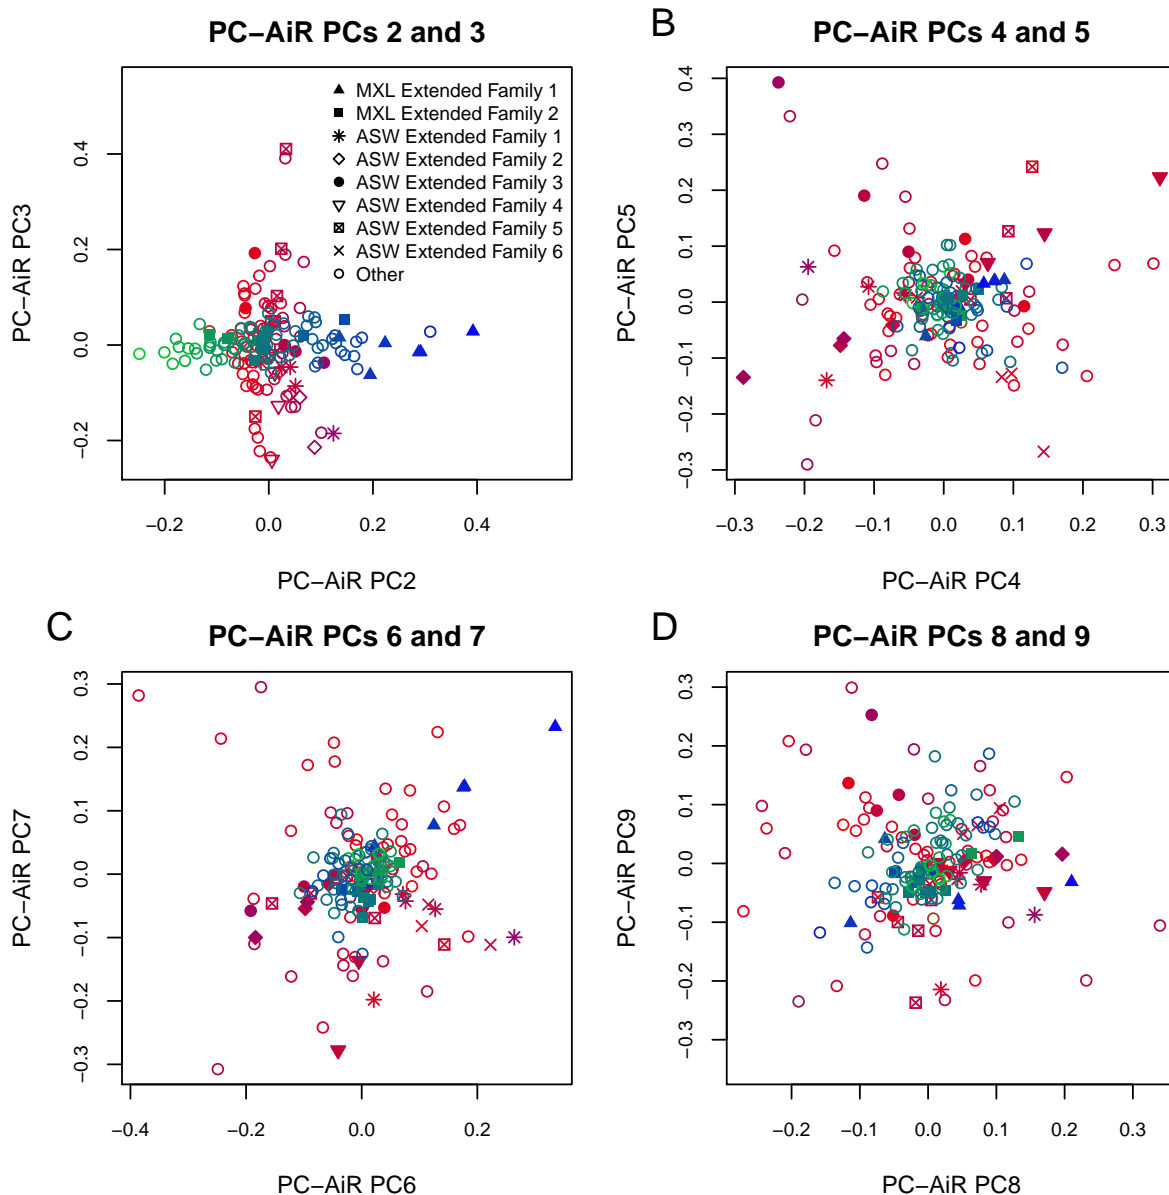 PC−AiR PCs 2 and 3
PC−AiR PC3
0.4
0.2
0.0
−0.2
MXL Extended Family 1
MXL Extended Family 2
ASW Extended Family 1
ASW Extended Family 2
ASW Extended Family 3
ASW Extended Family 4
ASW Extended Family 5
ASW Extended Family 6
Other
−0.2 0.0 0.2 0.4
PC−AiR PC2
B
PC−AiR PCs 4 and 5
PC−AiR PC5
0.4
0.3
0.2
0.1
0.0
−0.1
−0.2
−0.3
−0.3 −0.2 −0.1 0.0 0.1 0.2 0.3
PC−AiR PC4
C
PC−AiR PCs 6 and 7
PC−AiR PC7
0.3
0.2
0.1
0.0
−0.1
−0.2
−0.3
−0.4 −0.2 0.0 0.2
PC−AiR PC6
D
PC−AiR PCs 8 and 9
PC−AiR PC9
0.3
0.2
0.1
0.0
−0.1
−0.2
−0.3
−0.2 −0.1 0.0 0.1 0.2 0.3
PC−AiR PC8